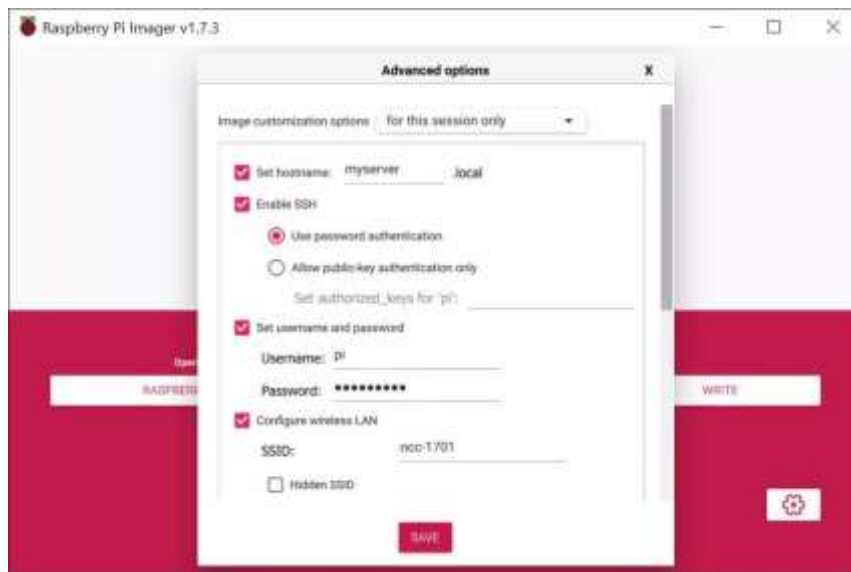 Raspberry Pi Imager v1.7.3
Advanced options X
Image customization options for this session only
Set hostname: myserver .local
Enable SSH
Use password authentication
Allow public-key authentication only
Set authorized_keys for 'pi':
Set username and password
Username: pi
Password: •••••••••
Configure wireless LAN
SSID: ncc-1701
Hidden SSID
SAVE
Oper
RASPBERR
WRITE